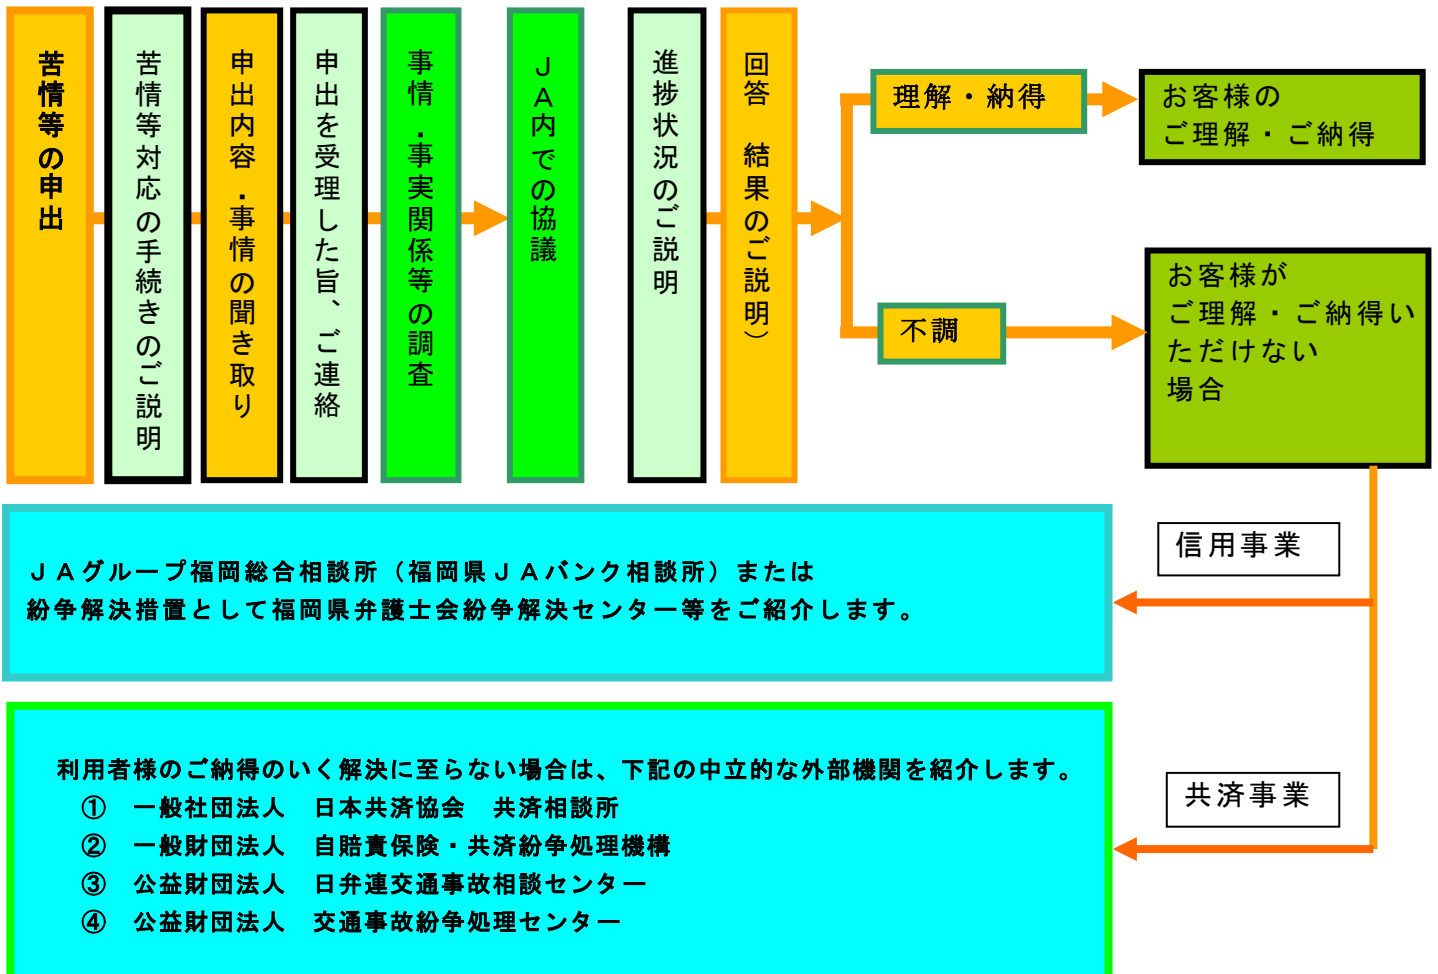 苦情等の申出
苦情等対応の手続きのご説明
申出内容・事情の聞き取り
申出を受理した旨、ご連絡
事情・事実関係等の調査
ＪＡ内での協議
進捗状況のご説明
回答　結果のご説明）
理解・納得
お客様の
ご理解・ご納得
不調
お客様が
ご理解・ご納得い
ただけない
場合
信用事業
ＪＡグループ福岡総合相談所（福岡県ＪＡバンク相談所）または
紛争解決措置として福岡県弁護士会紛争解決センター等をご紹介します。
共済事業
利用者様のご納得のいく解決に至らない場合は、下記の中立的な外部機関を紹介します。
①　一般社団法人　日本共済協会　共済相談所
②　一般財団法人　自賠責保険・共済紛争処理機構
③　公益財団法人　日弁連交通事故相談センター
④　公益財団法人　交通事故紛争処理センター